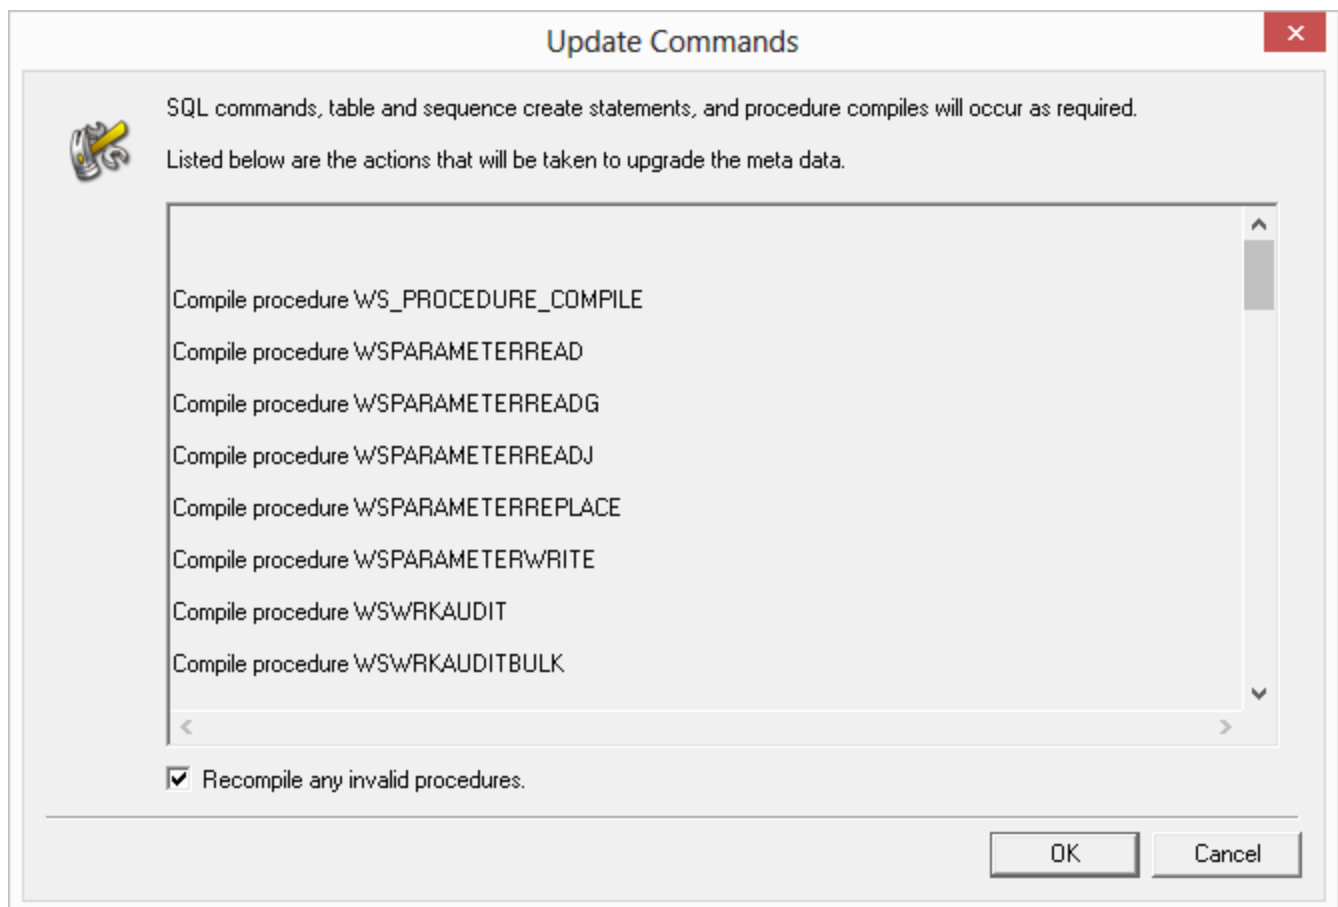 Update Commands
SQL commands, table and sequence create statements, and procedure compiles will occur as required.
Listed below are the actions that will be taken to upgrade the meta data.
Compile procedure WS_PROCEDURE_COMPILE
Compile procedure WSPARAMETERREAD
Compile procedure WSPARAMETERREADG
Compile procedure WSPARAMETERREADJ
Compile procedure WSPARAMETERREPLACE
Compile procedure WSPARAMETERWRITE
Compile procedure WSWRKAUDIT
Compile procedure WSWRKAUDITBULK
Recompile any invalid procedures.
OK
Cancel